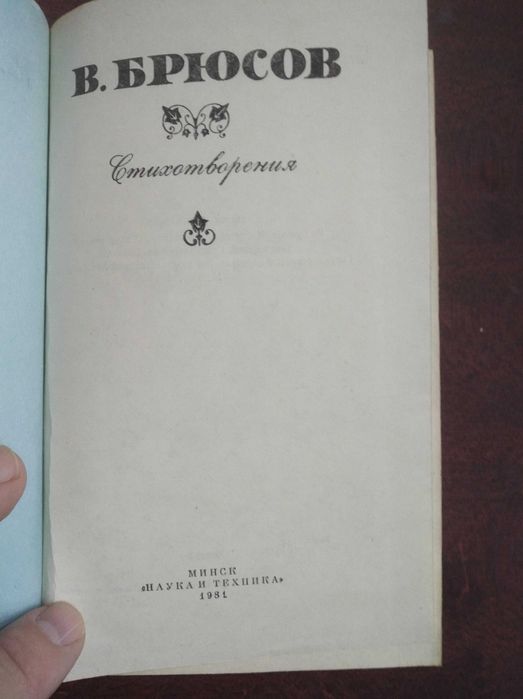 В. БРЮСОВ
Стихотворения
МИНСК
«НАУКА И ТЕХНИКА»
1981